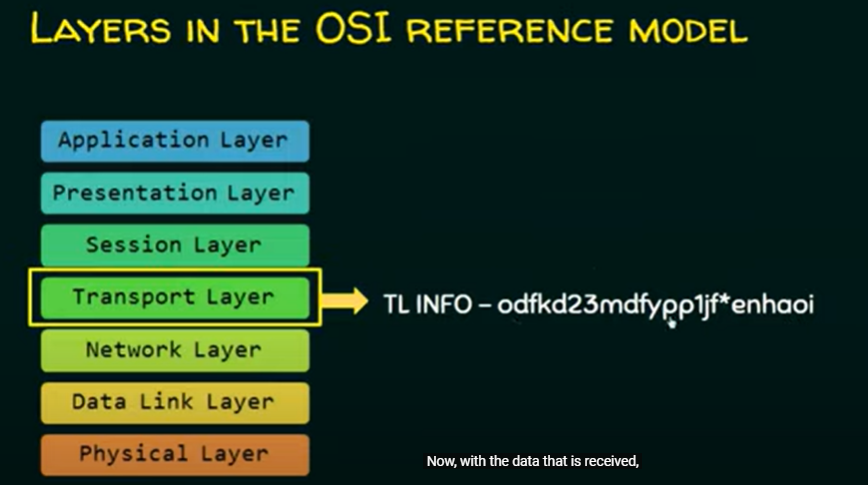 LAYERS IN THE OSI REFERENCE MODEL
Application Layer
Presentation Layer
Session Layer
Transport Layer
TL INFO – odfkd23mdfypp1jf*enhaoi
Network Layer
Data Link Layer
Physical Layer
Now, with the data that is received,